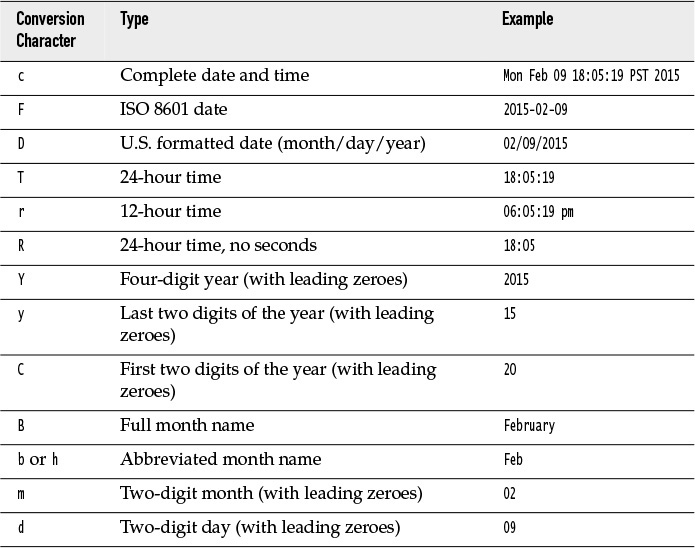 Conversion Character Type Example
c Complete date and time Mon Feb 09 18:05:19 PST 2015
F ISO 8601 date 2015-02-09
D U.S. formatted date (month/day/year) 02/09/2015
T 24-hour time 18:05:19
r 12-hour time 06:05:19 pm
R 24-hour time, no seconds 18:05
Y Four-digit year (with leading zeroes) 2015
y Last two digits of the year (with leading 15
zeroes)
C First two digits of the year (with leading 20
zeroes)
B Full month name February
b or h Abbreviated month name Feb
m Two-digit month (with leading zeroes) 02
d Two-digit day (with leading zeroes) 09